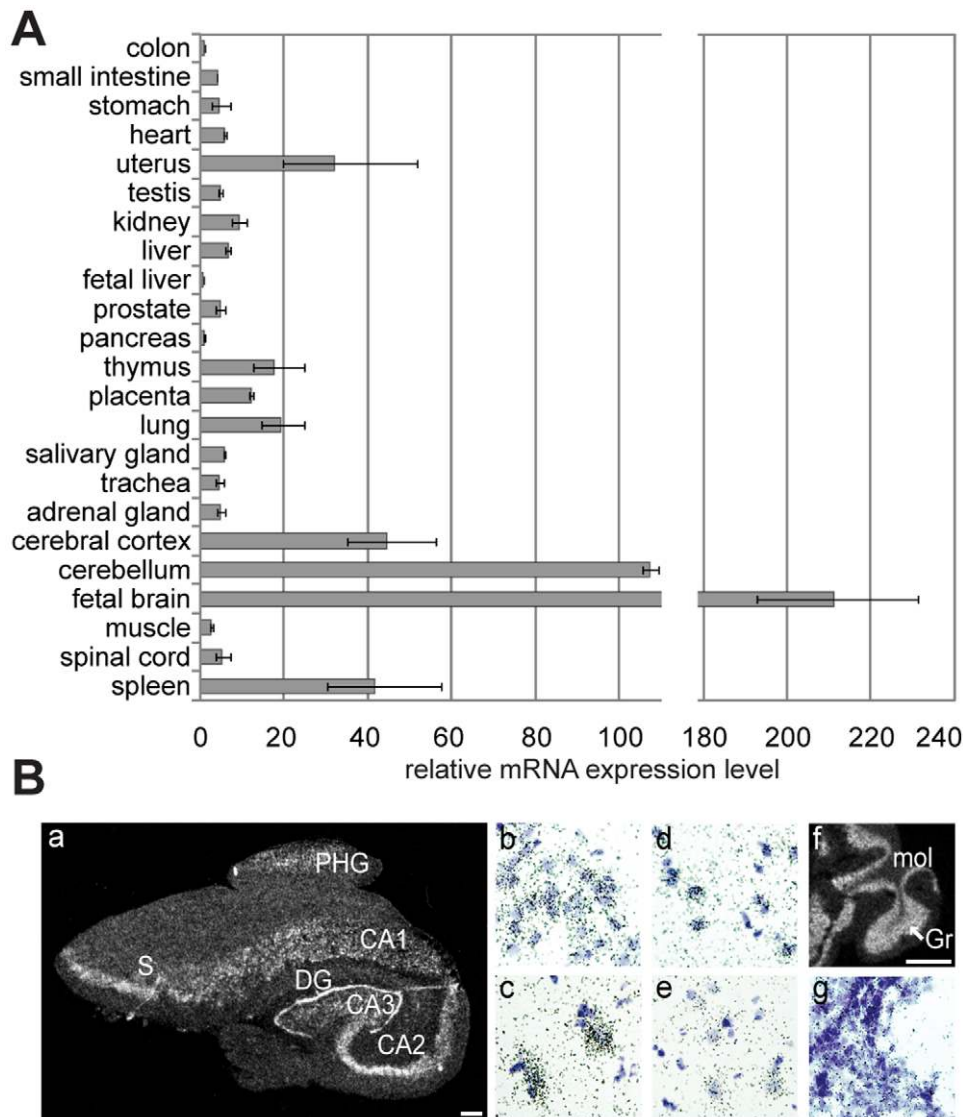 A
colon
small intestine
stomach
heart
uterus
testis
kidney
liver
fetal liver
prostate
pancreas
thymus
placenta
lung
salivary gland
trachea
adrenal gland
cerebral cortex
cerebellum
fetal brain
muscle
spinal cord
spleen
0 20 40 60 80 100 180 200 220 240
relative mRNA expression level
B
a
PHG
CA1
S
DG
CA3
CA2
b
d
f
mol
Gr
c
e
g